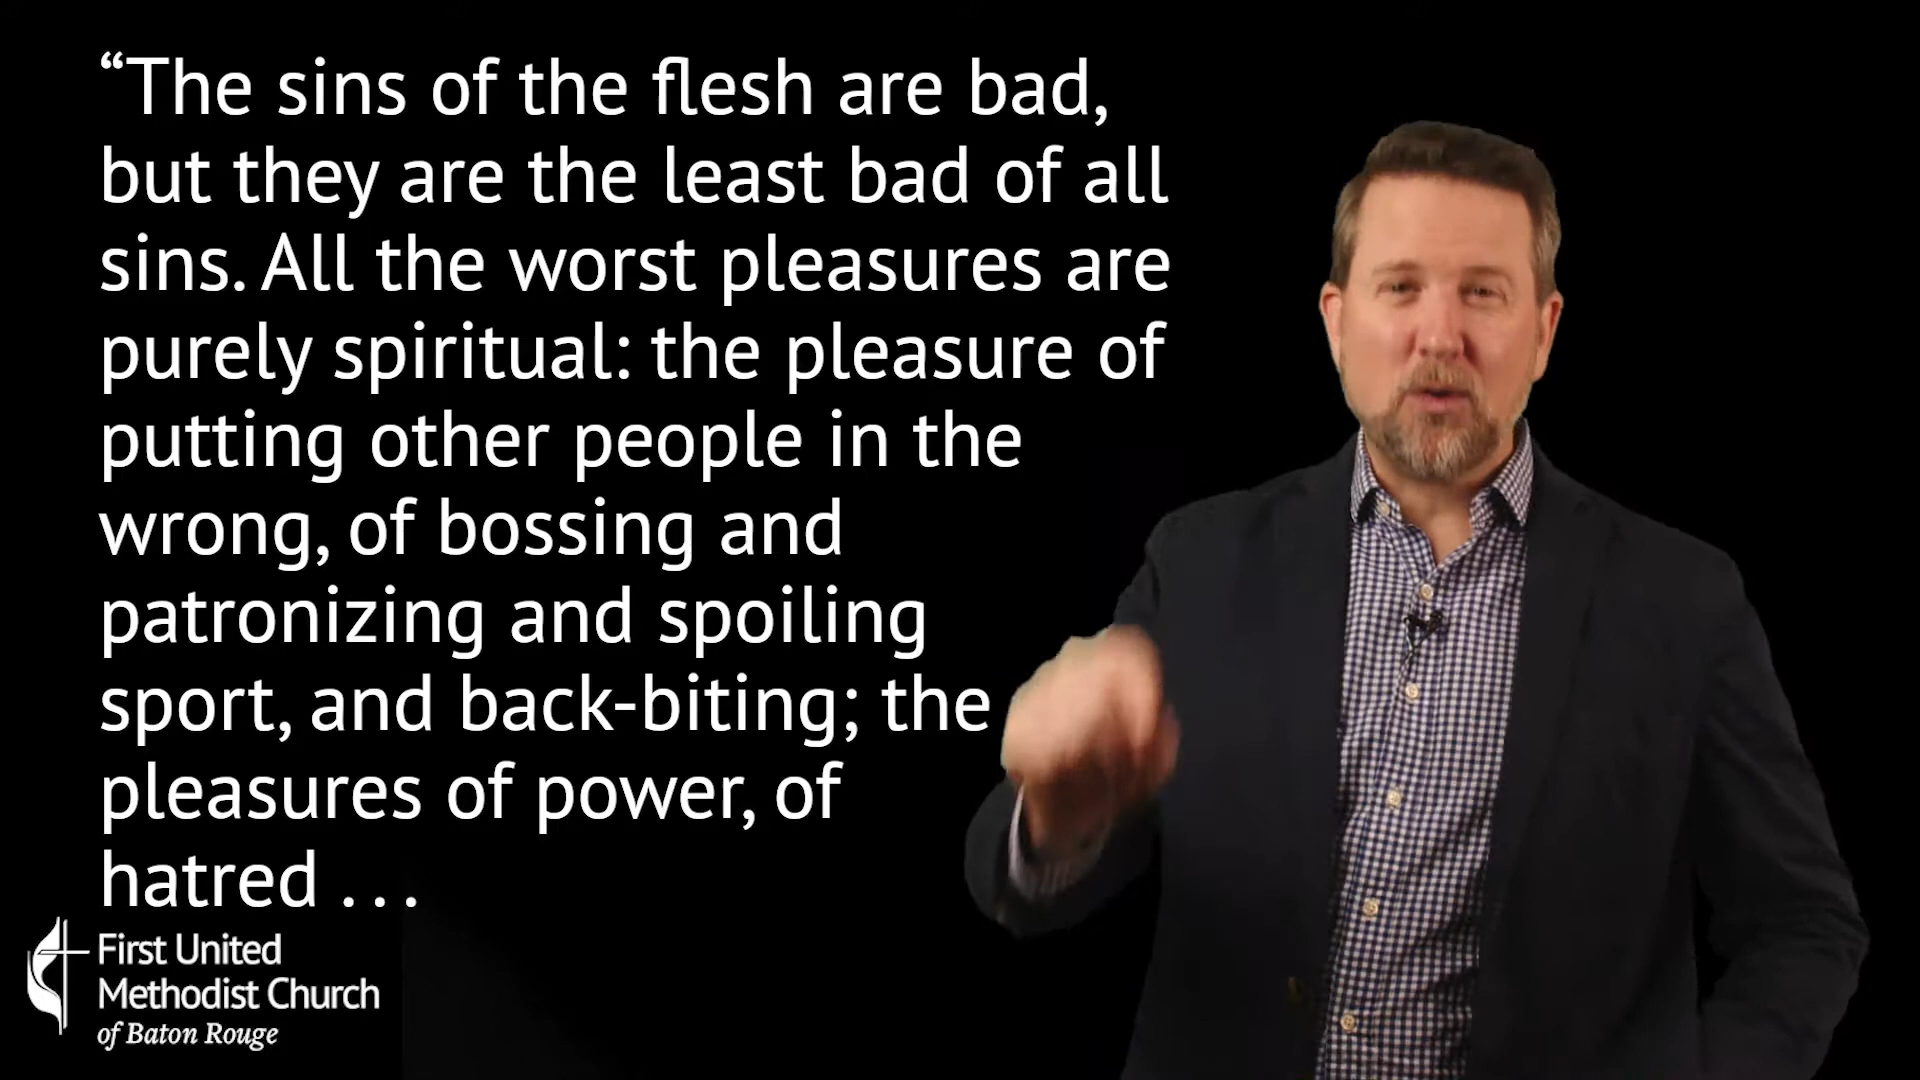 “The sins of the flesh are bad,
but they are the least bad of all
sins. All the worst pleasures are
purely spiritual: the pleasure of
putting other people in the
wrong, of bossing and
patronizing and spoiling
sport, and back-biting; the
pleasures of power, of
hatred . . .
First United
Methodist Church
of Baton Rouge